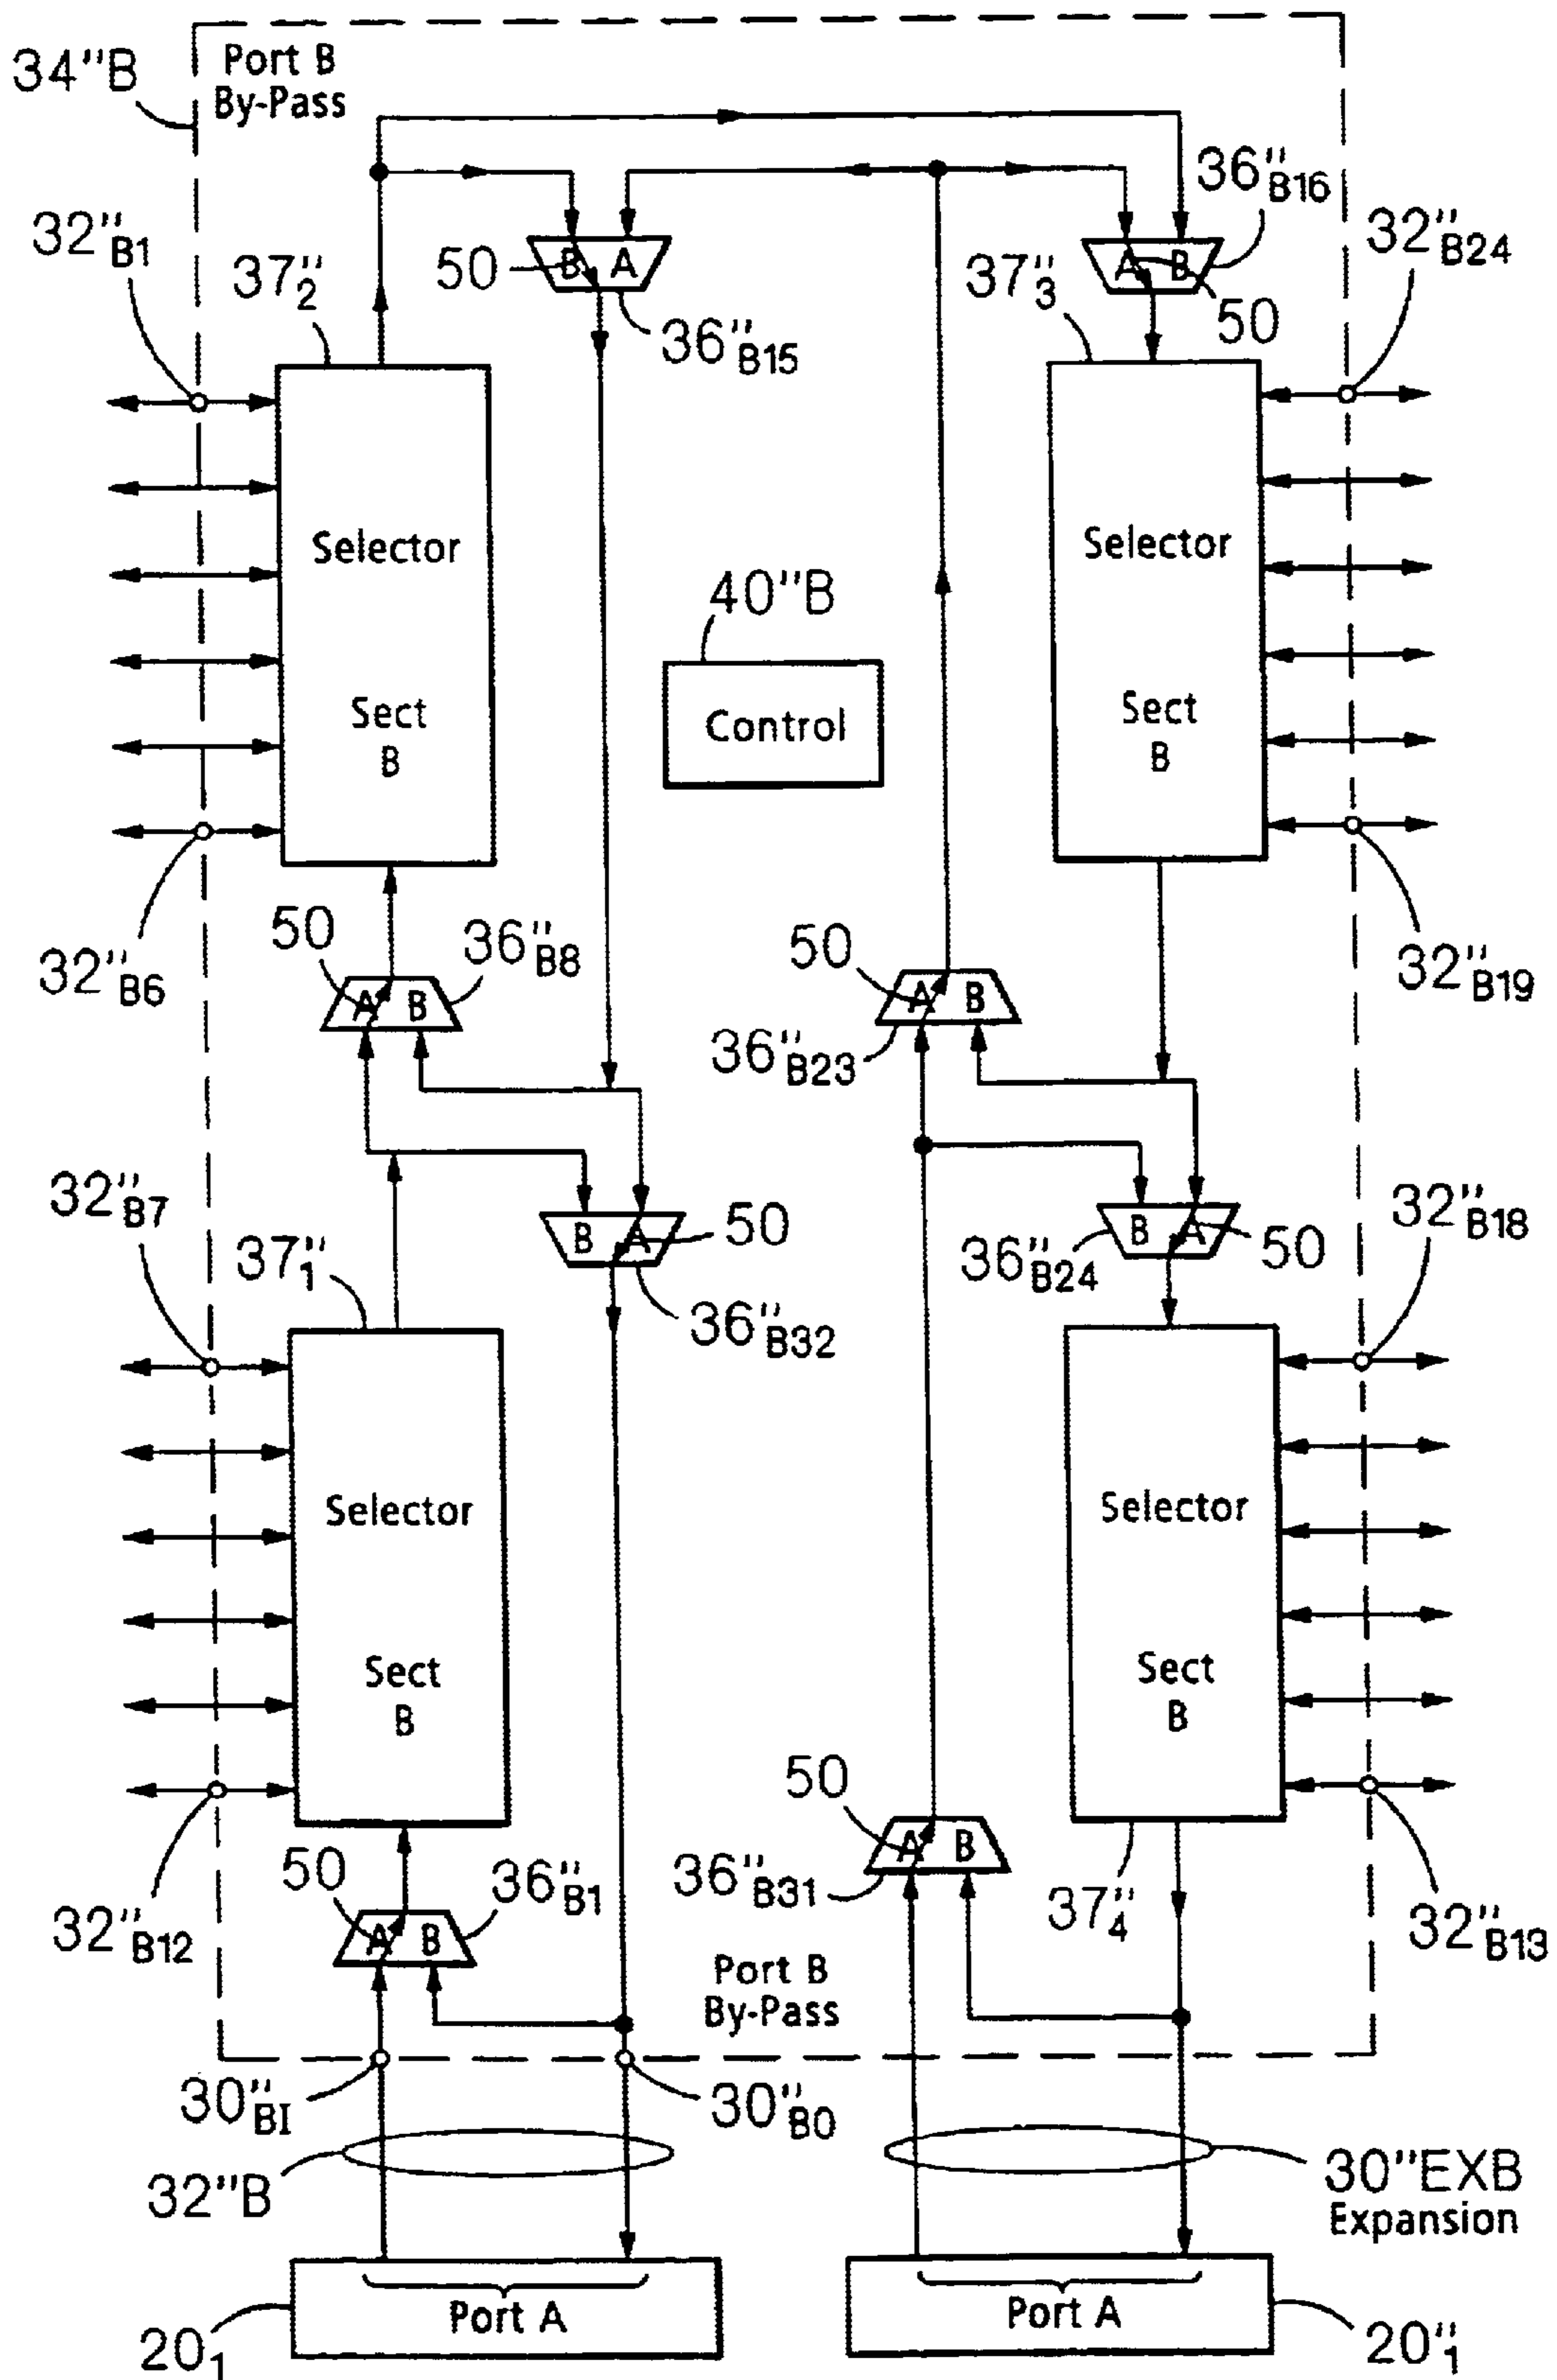 34"B
Port B
By-Pass
32"B1
37"2
50
B A
36"B15
36"B16
A B
50
32"B24
37"3
Selector
Sect
B
Selector
Sect
B
40"B
Control
32"B6
50
A B
36"B8
50
A B
36"B23
32"B19
32"B7
37"1
B A
50
36"B32
B A
36"B24
50
32"B18
Selector
Sect
B
Selector
Sect
B
32"B12
50
A B
36"B1
50
A B
36"B31
37"4
32"B13
Port B
By-Pass
30"BI
30"B0
32"B
30"EXB
Expansion
Port A
201
Port A
20"1